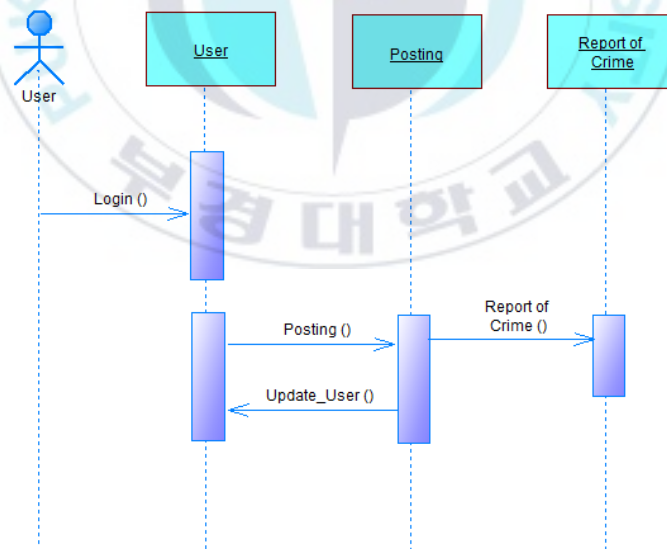 User
Posting
Report of
Crime
User
Login ()
Report of
Crime ()
Posting ()
Update_User ()
부경대학교